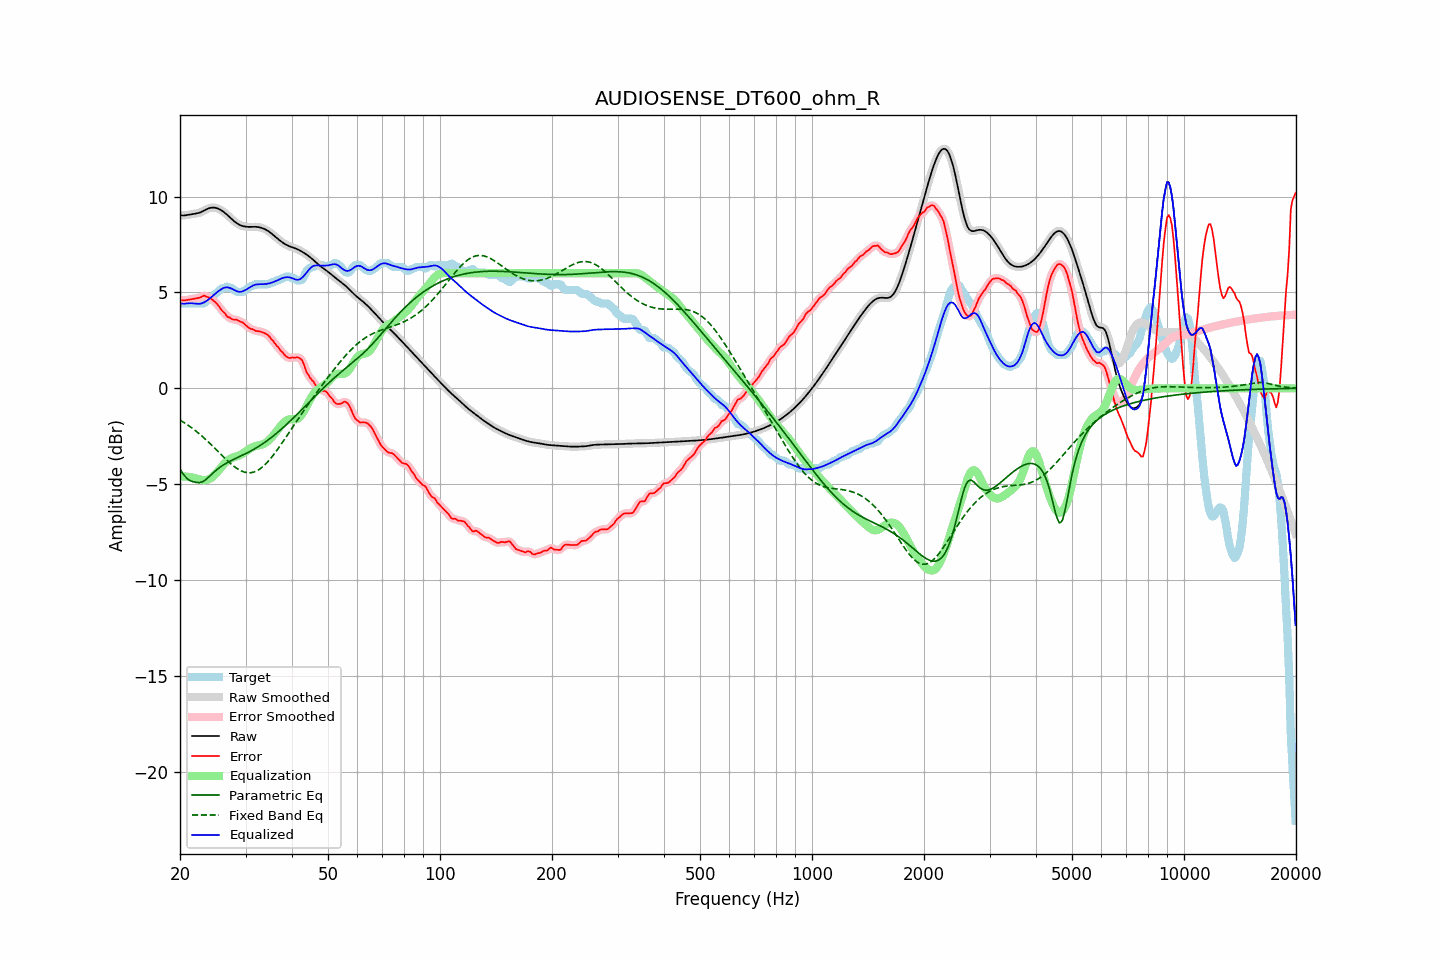 AUDIOSENSE_DT600_ohm_R
Amplitude (dBr)
10
5
0
−5
−10
−15
−20
Target
Raw Smoothed
Error Smoothed
Raw
Error
Equalization
Parametric Eq
Fixed Band Eq
Equalized
20 50 100 200 500 1000 2000 5000 10000 20000
Frequency (Hz)